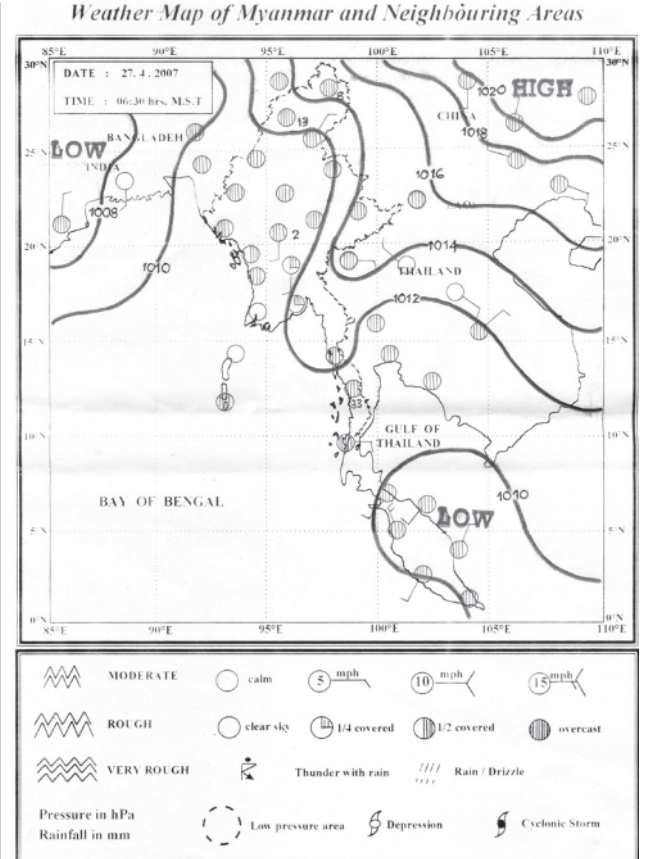 Weather Map of Myanmar and Neighbouring Areas
85°E 90°E 95°E 100°E 105°E 110°E
30°N
30°N
DATE : 27.4.2007
TIME : 06:30 hrs. M.S.T
8
1020 HIGH
CHINA
13
1018
BANGLADEH
LOW
INDIA
25°N
25°N
1016
1008
LAOS
2
20°N
20°N
1010
1014
THAILAND
1012
15°N
15°N
33
10°N
10°N
GULF OF
THAILAND
1010
BAY OF BENGAL
LOW
5°N
5°N
0°N
0°N
85°E 90°E 95°E 100°E 105°E 110°E
MODERATE calm 5 mph 10 mph 15 mph
ROUGH clear sky 1/4 covered 1/2 covered overcast
VERY ROUGH Thunder with rain Rain / Drizzle
Pressure in hPa
Rainfall in mm
Low pressure area Depression Cyclonic Storm